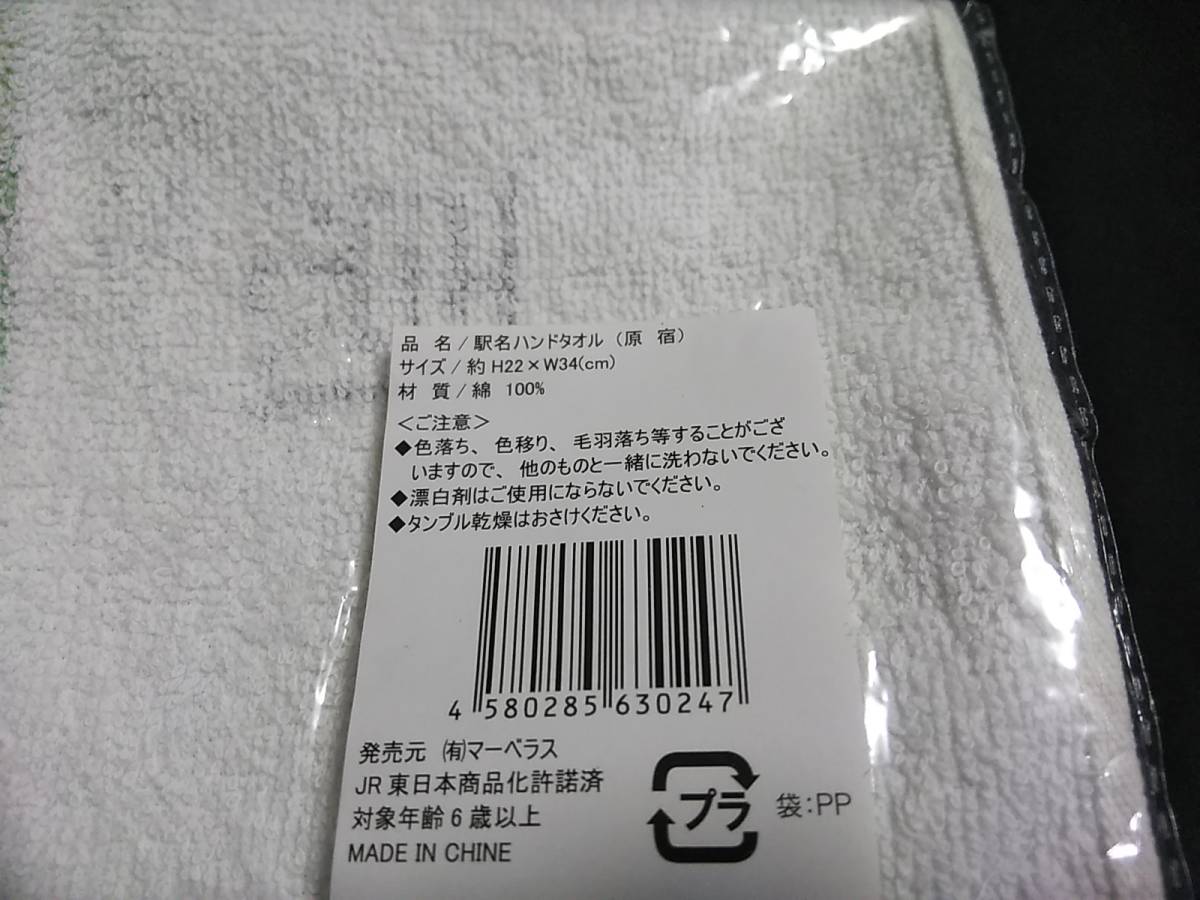 品 名/駅名ハンドタオル（原 宿）
サイズ/約 H22×W34(cm)
材 質/綿 100%
＜ご注意＞
◆色落ち、色移り、毛羽落ち等することがござ
いますので、他のものと一緒に洗わないでください。
◆漂白剤はご使用にならないでください。
◆タンブル乾燥はおさけください。
4 580285 630247
発売元 ㈲マーベラス
JR東日本商品化許諾済
対象年齢6歳以上
MADE IN CHINE
プラ
袋:PP